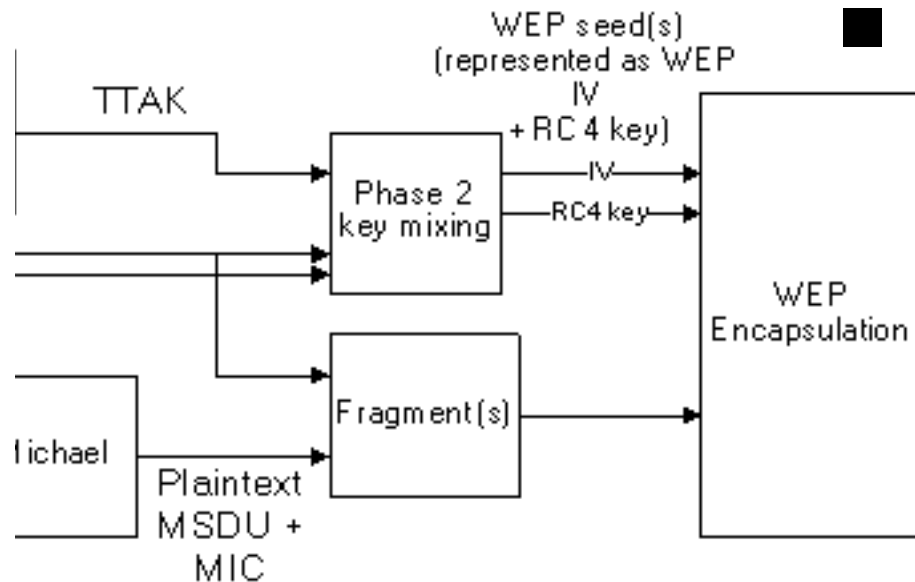 WEP seed(s)
(represented as WEP
IV
+ RC4 key)
TTAK
Phase 2
key mixing
IV
RC4 key
WEP
Encapsulation
Fragment(s)
Michael
Plaintext
MSDU +
MIC